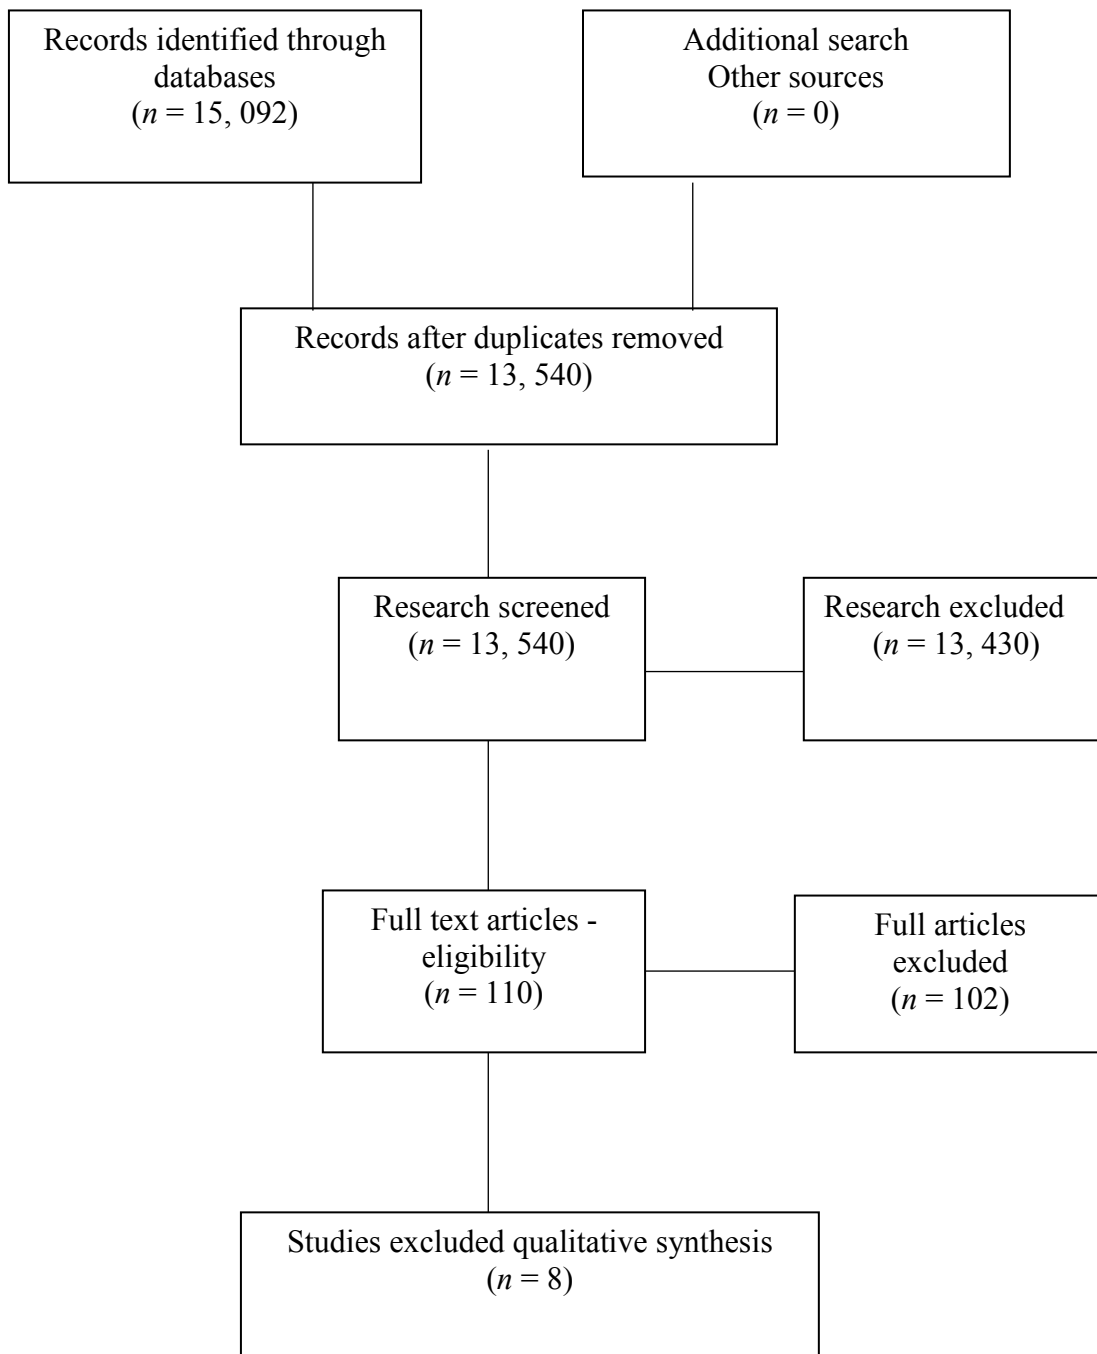 Records identified through
databases
(n = 15, 092)
Additional search
Other sources
(n = 0)
Records after duplicates removed
(n = 13, 540)
Research screened
(n = 13, 540)
Research excluded
(n = 13, 430)
Full text articles -
eligibility
(n = 110)
Full articles
excluded
(n = 102)
Studies excluded qualitative synthesis
(n = 8)